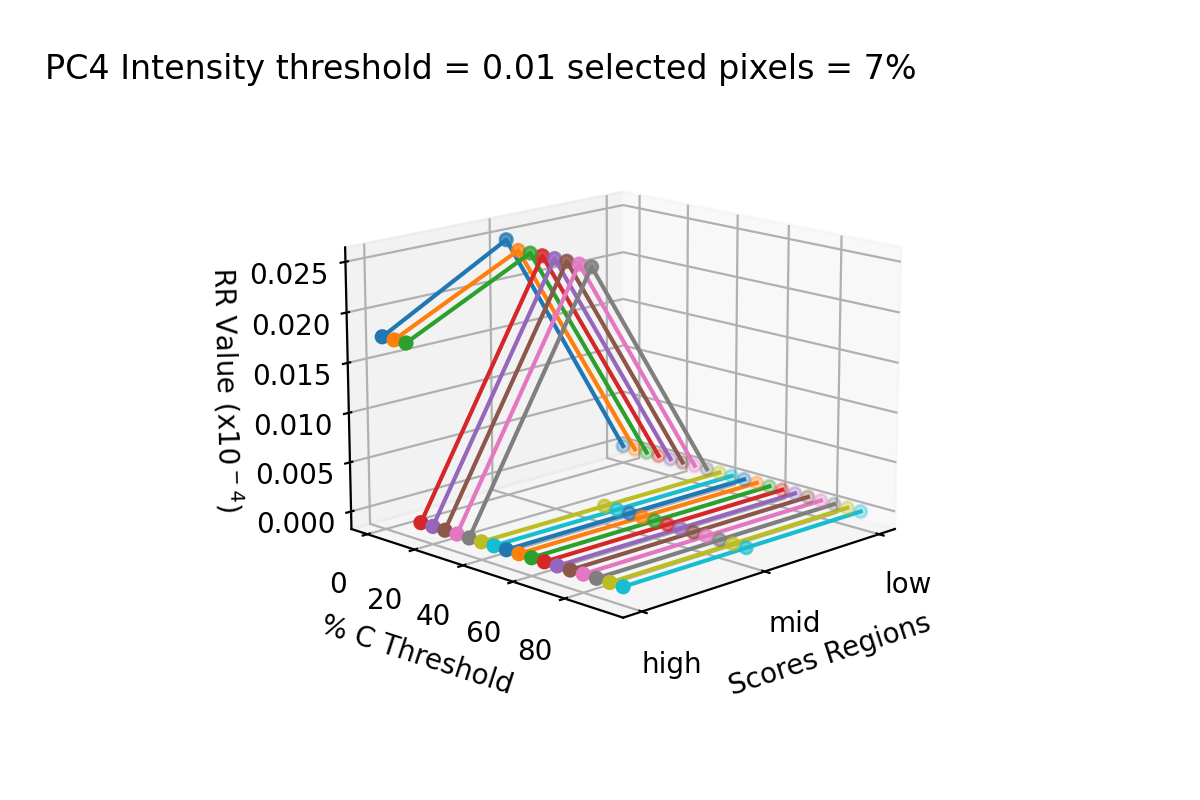 PC4 Intensity threshold = 0.01 selected pixels = 7%
RR Value (x10⁻⁴)
0.025
0.020
0.015
0.010
0.005
0.000
0
20
40
60
80
% C Threshold
high
mid
low
Scores Regions